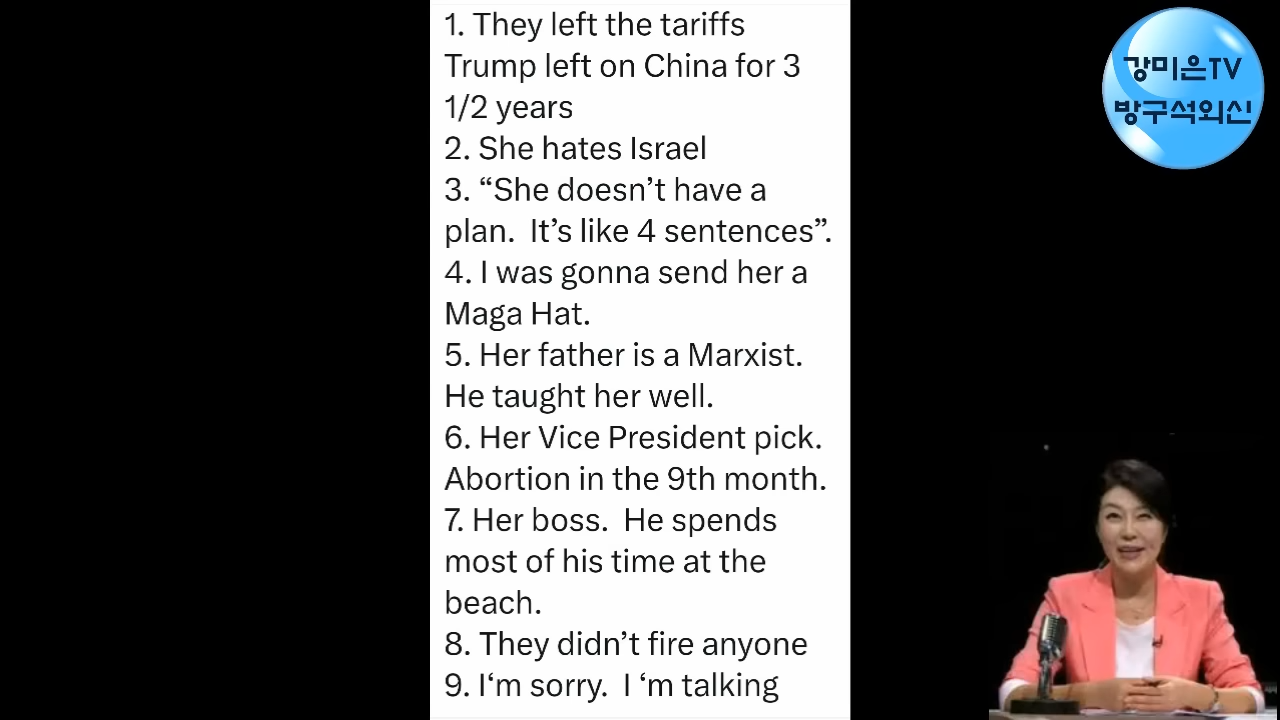 1. They left the tariffs
Trump left on China for 3
1/2 years
2. She hates Israel
3. “She doesn’t have a
plan.  It’s like 4 sentences”.
4. I was gonna send her a
Maga Hat.
5. Her father is a Marxist.
He taught her well.
6. Her Vice President pick.
Abortion in the 9th month.
7. Her boss.  He spends
most of his time at the
beach.
8. They didn’t fire anyone
9. I‘m sorry.  I ‘m talking
강미은TV
방구석외신